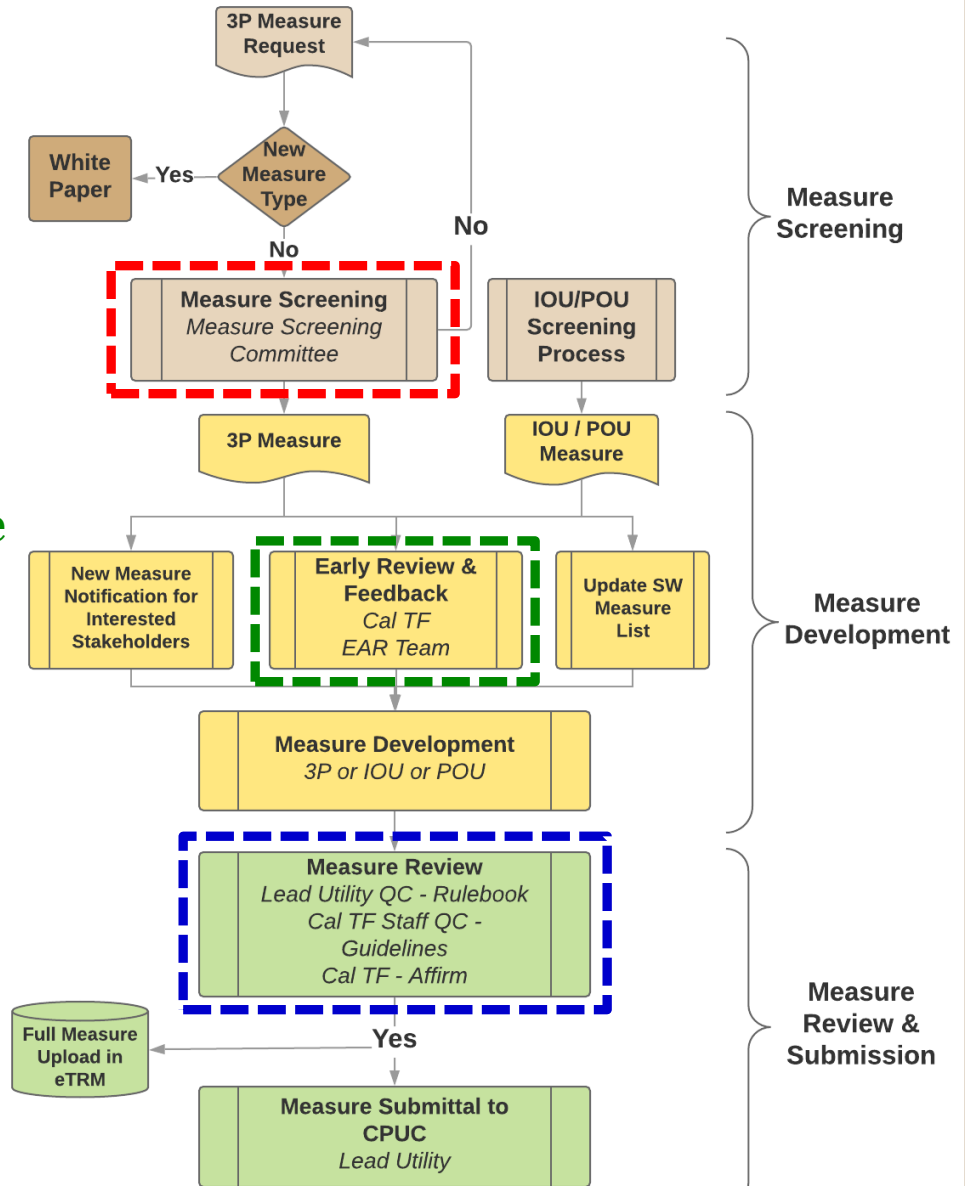 3P Measure
Request
New
Measure
Type
White
Paper
Yes
No
No
Measure
Screening
Measure Screening
Measure Screening
Committee
IOU/POU
Screening
Process
3P Measure
IOU / POU
Measure
e
New Measure
Notification for
Interested
Stakeholders
Early Review &
Feedback
Cal TF
EAR Team
Update SW
Measure
List
Measure
Development
Measure Development
3P or IOU or POU
Measure Review
Lead Utility QC - Rulebook
Cal TF Staff QC -
Guidelines
Cal TF - Affirm
Measure
Review &
Submission
Yes
Full Measure
Upload in
eTRM
Measure Submittal to
CPUC
Lead Utility